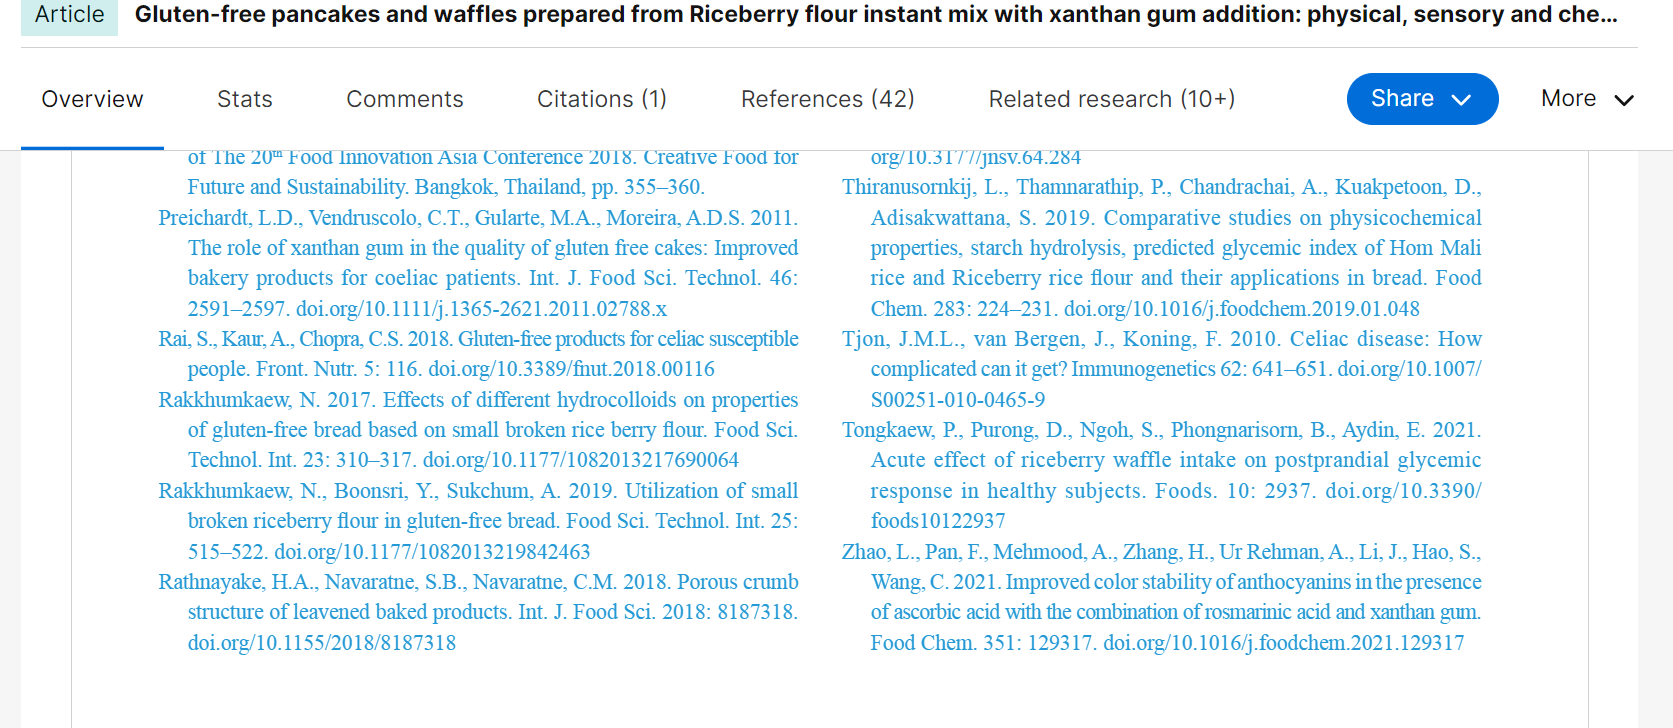 Article Gluten-free pancakes and waffles prepared from Riceberry flour instant mix with xanthan gum addition: physical, sensory and che...
Overview Stats Comments Citations (1) References (42) Related research (10+) Share More
of The 20th Food Innovation Asia Conference 2018. Creative Food for
Future and Sustainability. Bangkok, Thailand, pp. 355–360.
Preichardt, L.D., Vendruscolo, C.T., Gularte, M.A., Moreira, A.D.S. 2011.
The role of xanthan gum in the quality of gluten free cakes: Improved
bakery products for coeliac patients. Int. J. Food Sci. Technol. 46:
2591–2597. doi.org/10.1111/j.1365-2621.2011.02788.x
Rai, S., Kaur, A., Chopra, C.S. 2018. Gluten-free products for celiac susceptible
people. Front. Nutr. 5: 116. doi.org/10.3389/fnut.2018.00116
Rakkhumkaew, N. 2017. Effects of different hydrocolloids on properties
of gluten-free bread based on small broken rice berry flour. Food Sci.
Technol. Int. 23: 310–317. doi.org/10.1177/1082013217690064
Rakkhumkaew, N., Boonsri, Y., Sukchum, A. 2019. Utilization of small
broken riceberry flour in gluten-free bread. Food Sci. Technol. Int. 25:
515–522. doi.org/10.1177/1082013219842463
Rathnayake, H.A., Navaratne, S.B., Navaratne, C.M. 2018. Porous crumb
structure of leavened baked products. Int. J. Food Sci. 2018: 8187318.
doi.org/10.1155/2018/8187318
org/10.3177/jnsv.64.284
Thiranusornkij, L., Thamnarathip, P., Chandrachai, A., Kuakpetoon, D.,
Adisakwattana, S. 2019. Comparative studies on physicochemical
properties, starch hydrolysis, predicted glycemic index of Hom Mali
rice and Riceberry rice flour and their applications in bread. Food
Chem. 283: 224–231. doi.org/10.1016/j.foodchem.2019.01.048
Tjon, J.M.L., van Bergen, J., Koning, F. 2010. Celiac disease: How
complicated can it get? Immunogenetics 62: 641–651. doi.org/10.1007/
S00251-010-0465-9
Tongkaew, P., Purong, D., Ngoh, S., Phongnarisorn, B., Aydin, E. 2021.
Acute effect of riceberry waffle intake on postprandial glycemic
response in healthy subjects. Foods. 10: 2937. doi.org/10.3390/
foods10122937
Zhao, L., Pan, F., Mehmood, A., Zhang, H., Ur Rehman, A., Li, J., Hao, S.,
Wang, C. 2021. Improved color stability of anthocyanins in the presence
of ascorbic acid with the combination of rosmarinic acid and xanthan gum.
Food Chem. 351: 129317. doi.org/10.1016/j.foodchem.2021.129317